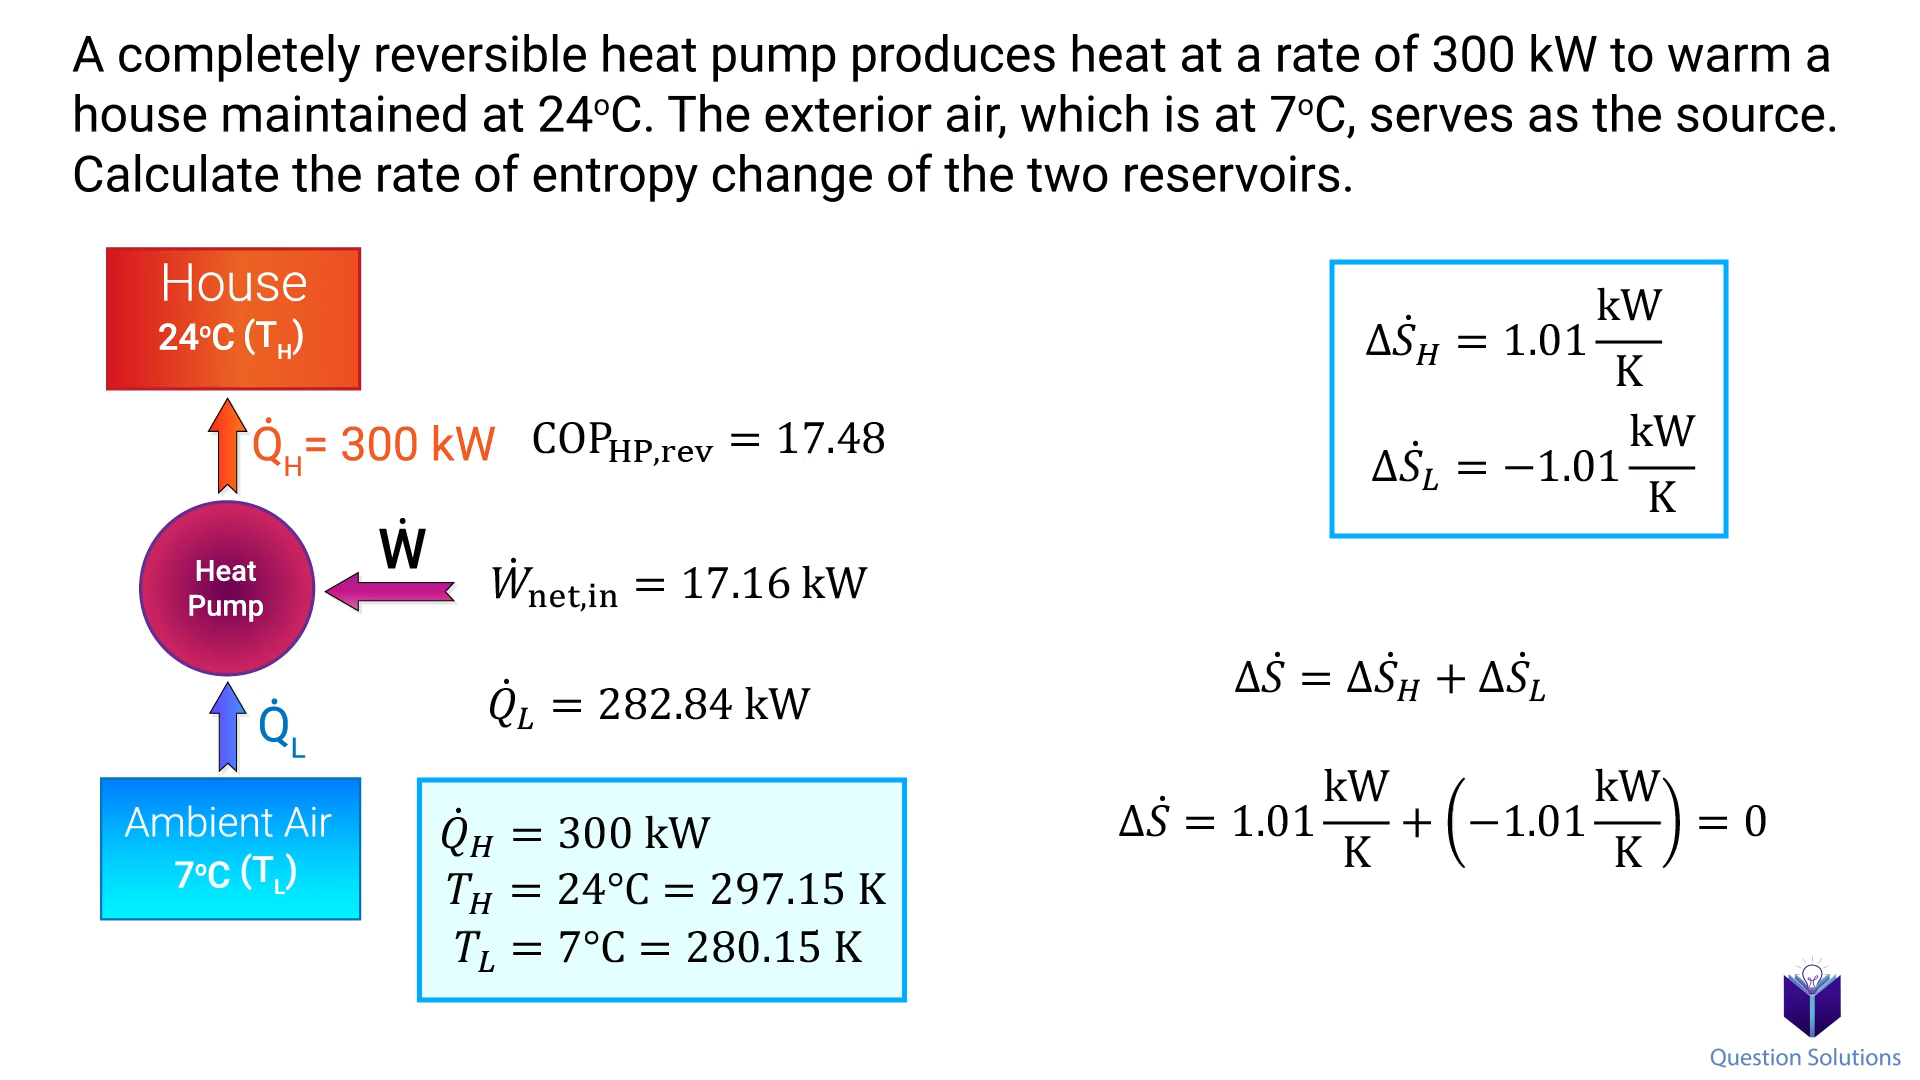 A completely reversible heat pump produces heat at a rate of 300 kW to warm a
house maintained at 24ºC. The exterior air, which is at 7ºC, serves as the source.
Calculate the rate of entropy change of the two reservoirs.
House
24ºC (T_H)
Q̇_H= 300 kW
COP_HP,rev = 17.48
Heat
Pump
Ẇ
Ẇ_net,in = 17.16 kW
Q̇_L
Q̇_L = 282.84 kW
Ambient Air
7ºC (T_L)
Q̇_H = 300 kW
T_H = 24°C = 297.15 K
T_L = 7°C = 280.15 K
ΔṠ_H = 1.01 kW/K
ΔṠ_L = −1.01 kW/K
ΔṠ = ΔṠ_H + ΔṠ_L
ΔṠ = 1.01 kW/K + (−1.01 kW/K) = 0
Question Solutions